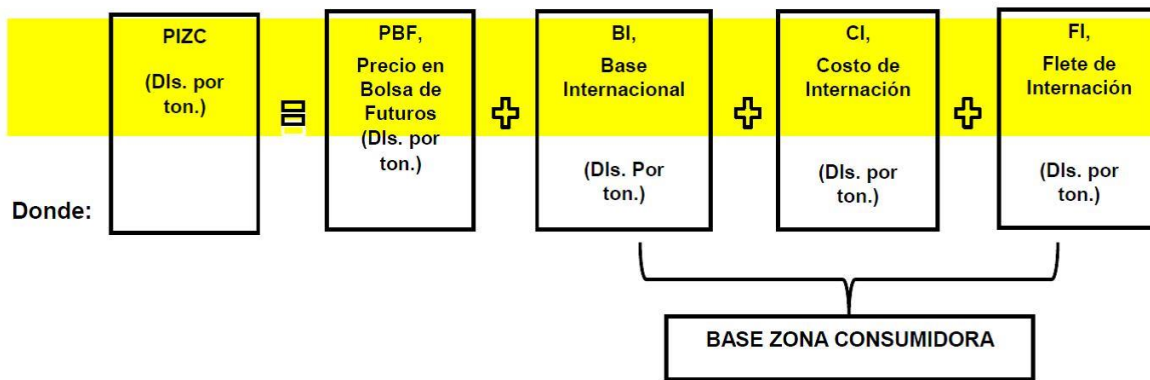 PIZC
(Dls. por
ton.)
=
PBF,
Precio en
Bolsa de
Futuros
(Dls. por
ton.)
+
BI,
Base
Internacional
(Dls. Por
ton.)
+
CI,
Costo de
Internación
(Dls. por
ton.)
+
FI,
Flete de
Internación
(Dls. por
ton.)
Donde:
BASE ZONA CONSUMIDORA